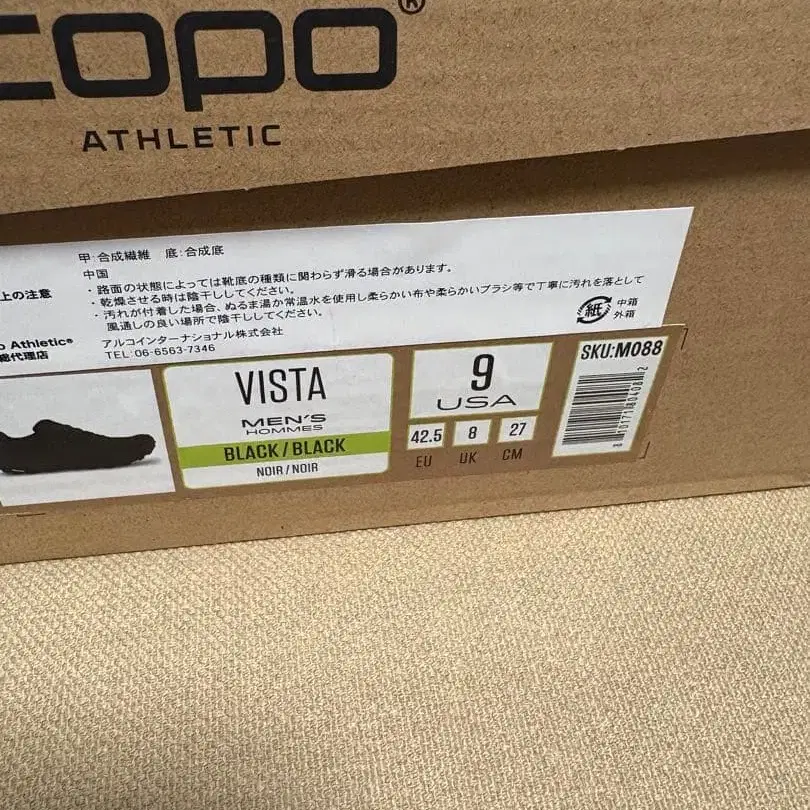 copo®
ATHLETIC
甲:合成繊維 底:合成底
中国
上の注意
・路面の状態によっては靴底の種類に関わらず滑る場合があります。
・乾燥させる時は陰干ししてください。
・汚れが付着した場合、ぬるま湯か常温水を使用し柔らかい布や柔らかいブラシ等で丁寧に汚れを落として
風通しの良い場所で陰干ししてください。
紙 中箱
外箱
o Athletic®
総代理店
アルコインターナショナル株式会社
TEL:06-6563-7346
VISTA
MEN'S
HOMMES
BLACK/BLACK
NOIR/NOIR
9
USA
42.5 8 27
EU UK CM
SKU:M088
8 10171 80408 2